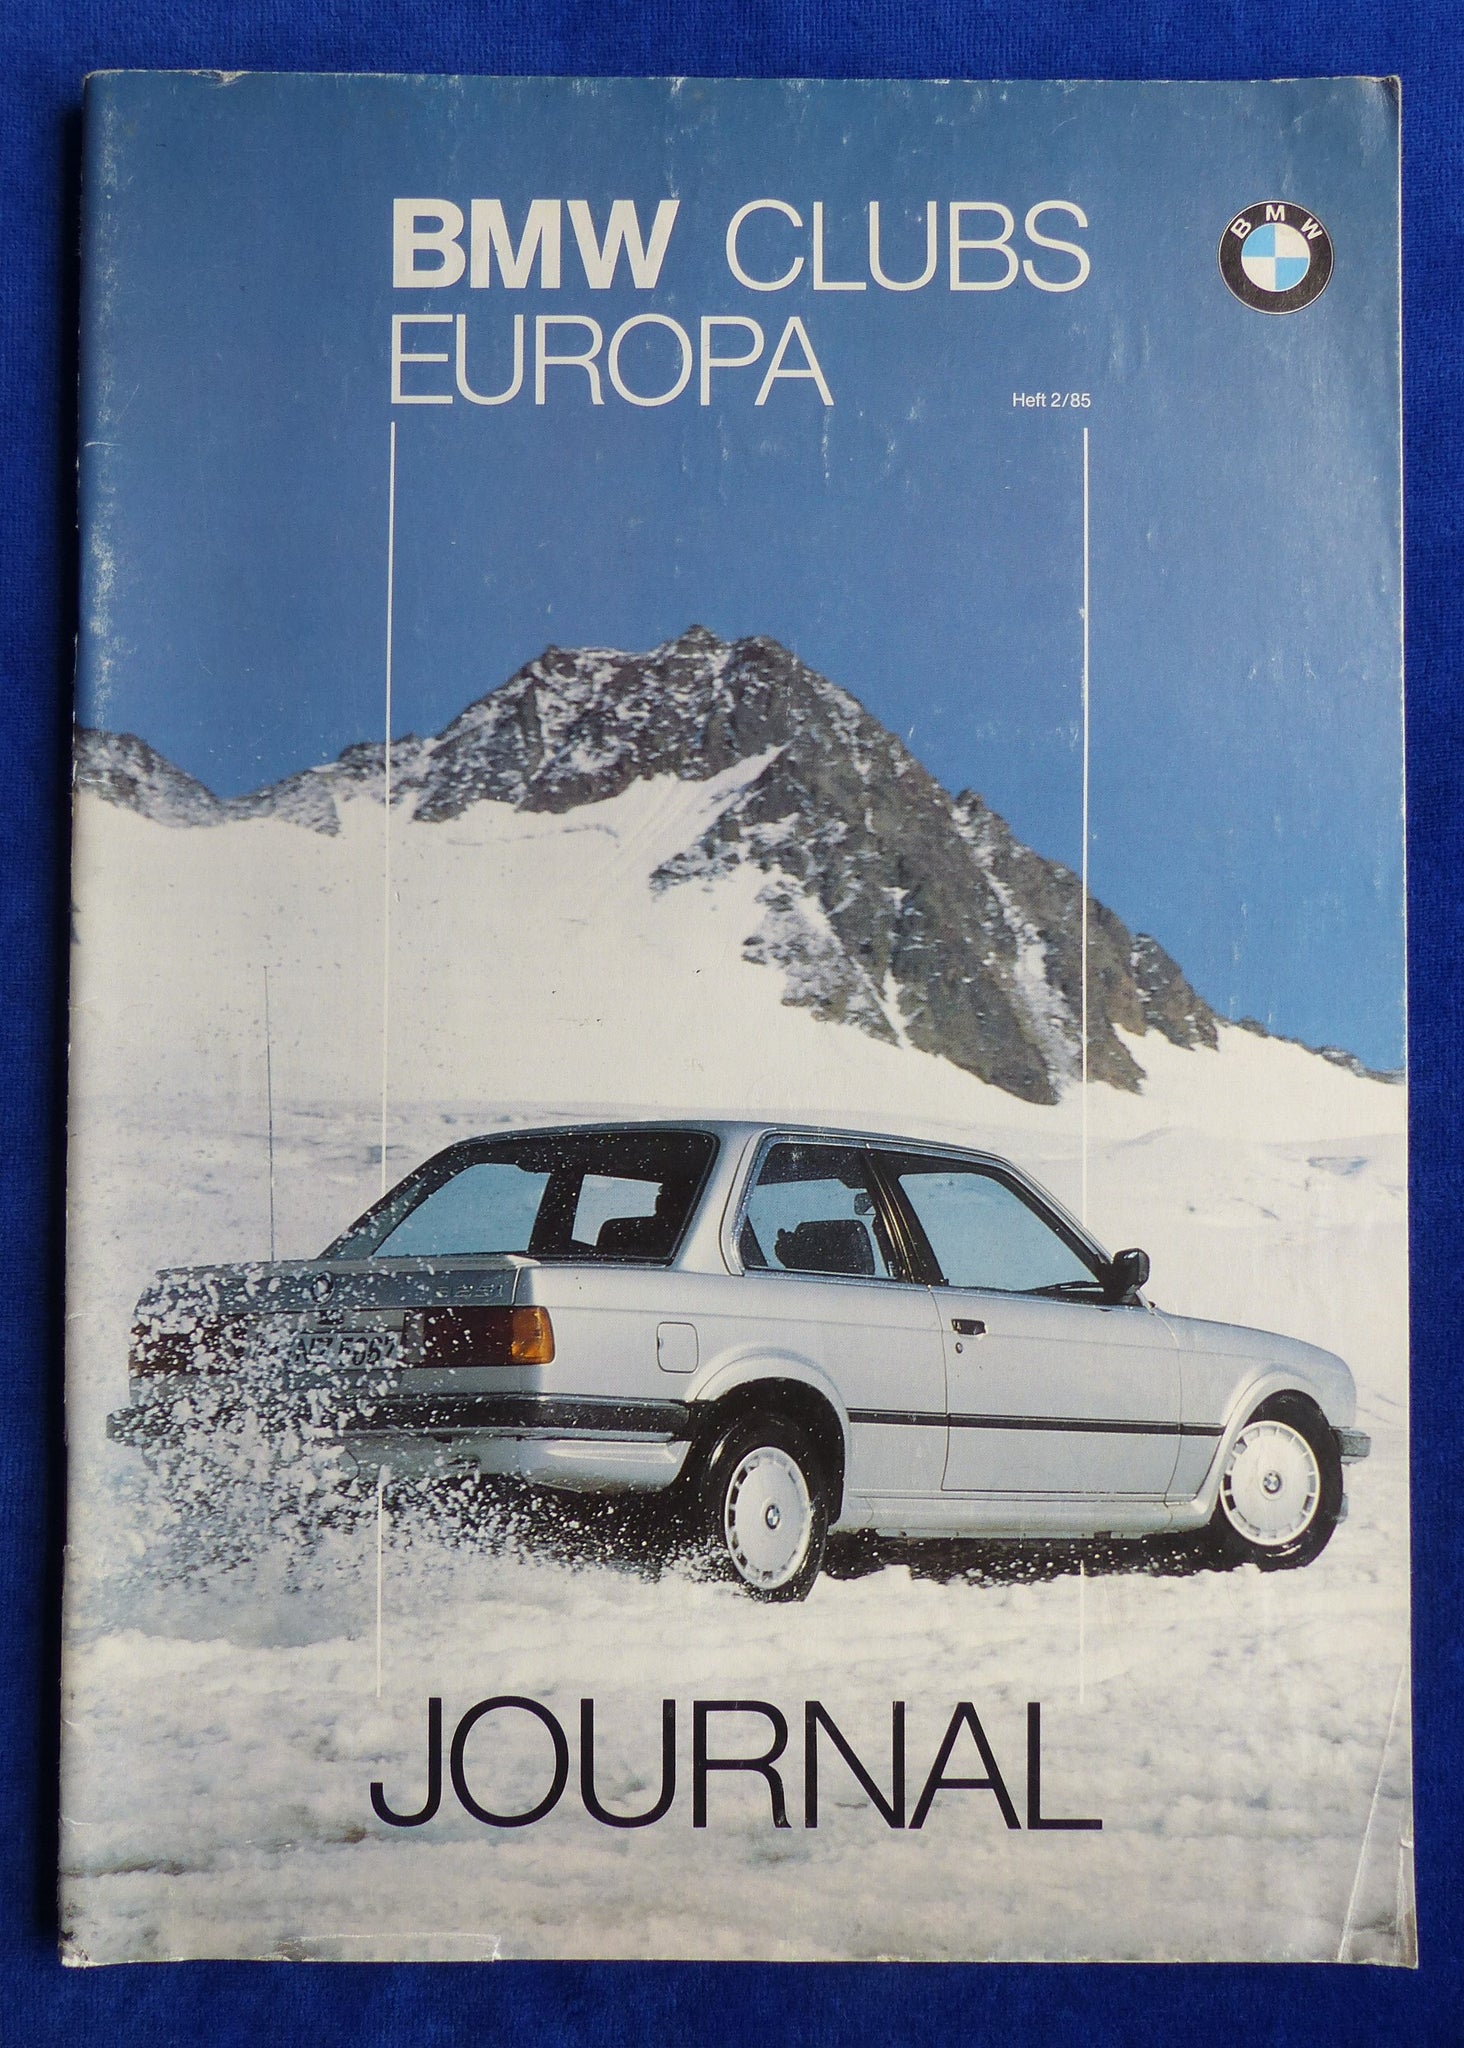 BMW CLUBS
EUROPA
Heft 2/85
BMW
JOURNAL